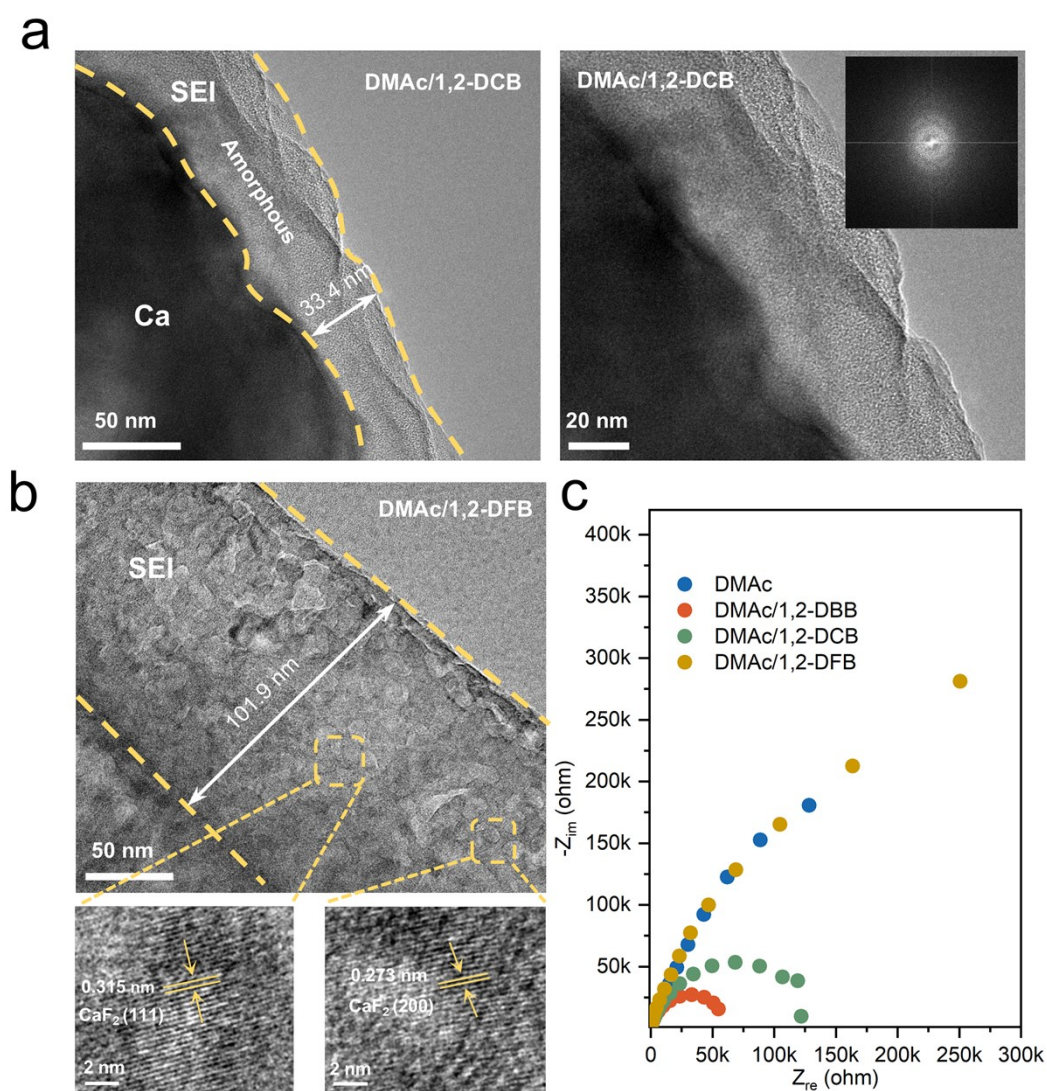 a
SEI
DMAc/1,2-DCB
Amorphous
33.4 nm
Ca
50 nm
DMAc/1,2-DCB
20 nm
b
DMAc/1,2-DFB
SEI
101.9 nm
50 nm
0.315 nm
CaF₂ (111)
2 nm
0.273 nm
CaF₂ (200)
2 nm
c
400k
350k
300k
250k
200k
150k
100k
50k
-Zim (ohm)
DMAc
DMAc/1,2-DBB
DMAc/1,2-DCB
DMAc/1,2-DFB
0 50k 100k 150k 200k 250k 300k
Zre (ohm)